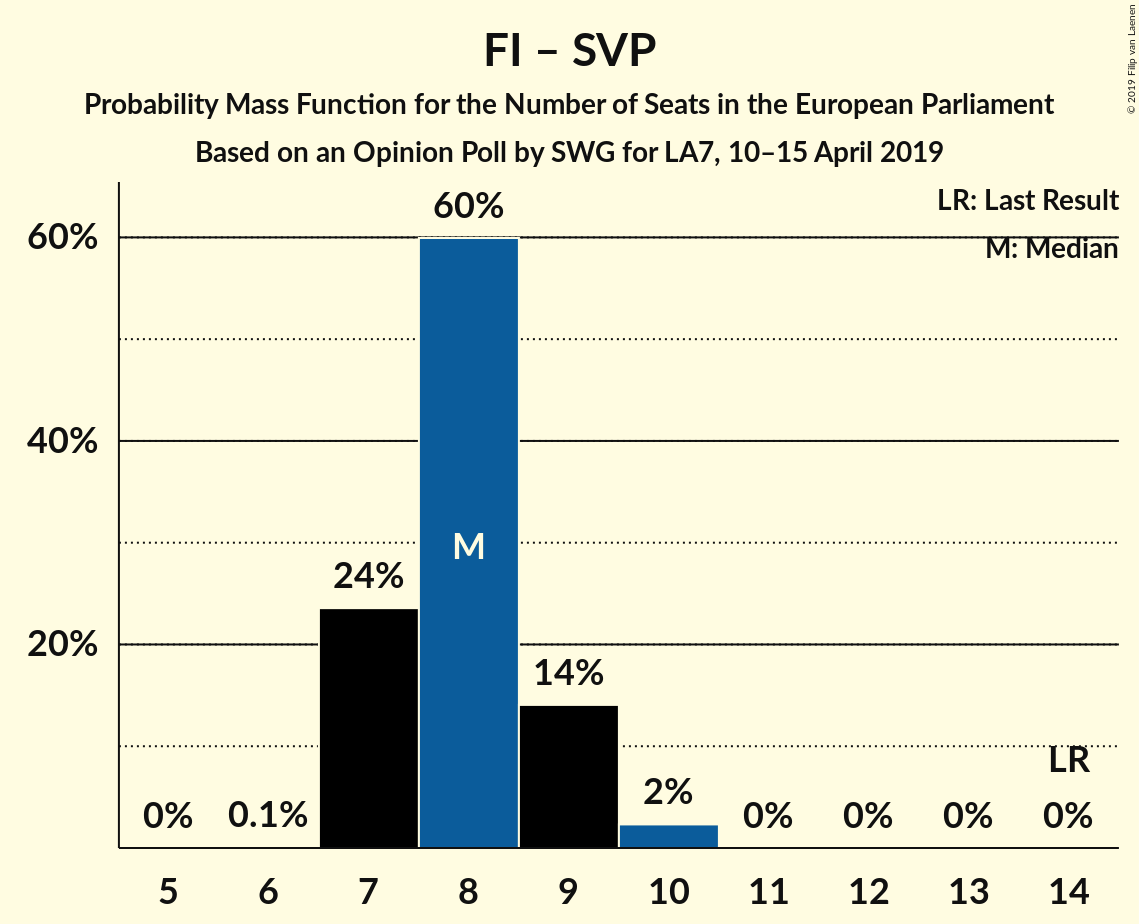 FI – SVP
Probability Mass Function for the Number of Seats in the European Parliament
Based on an Opinion Poll by SWG for LA7, 10–15 April 2019
© 2019 Filip van Laenen
LR: Last Result
M: Median
60%
40%
20%
0%
0.1%
24%
60%
M
14%
2%
0%
0%
0%
LR
0%
5 6 7 8 9 10 11 12 13 14